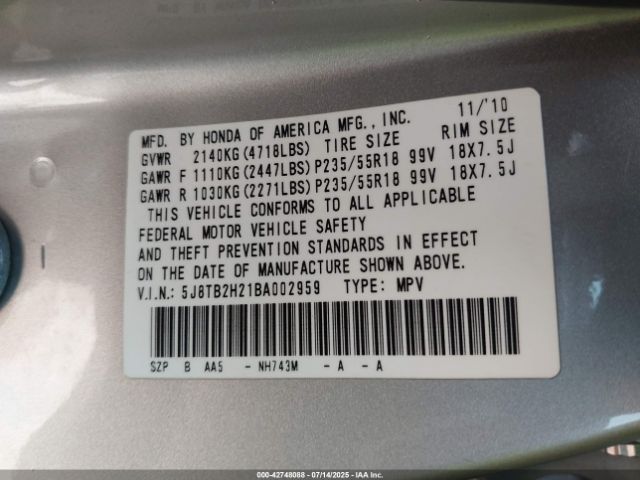 MFD. BY HONDA OF AMERICA MFG., INC. 11/'10
GVWR 2140KG(4718LBS) TIRE SIZE RIM SIZE
GAWR F 1110KG(2447LBS)P235/55R18 99V 18X7.5J
GAWR R 1030KG(2271LBS)P235/55R18 99V 18X7.5J
THIS VEHICLE CONFORMS TO ALL APPLICABLE
FEDERAL MOTOR VEHICLE SAFETY
AND THEFT PREVENTION STANDARDS IN EFFECT
ON THE DATE OF MANUFACTURE SHOWN ABOVE.
V.I.N.: 5J8TB2H21BA002959 TYPE: MPV
SZP B AA5 - NH743M - A - A
000-42748088 - 07/14/2025 - IAA Inc.